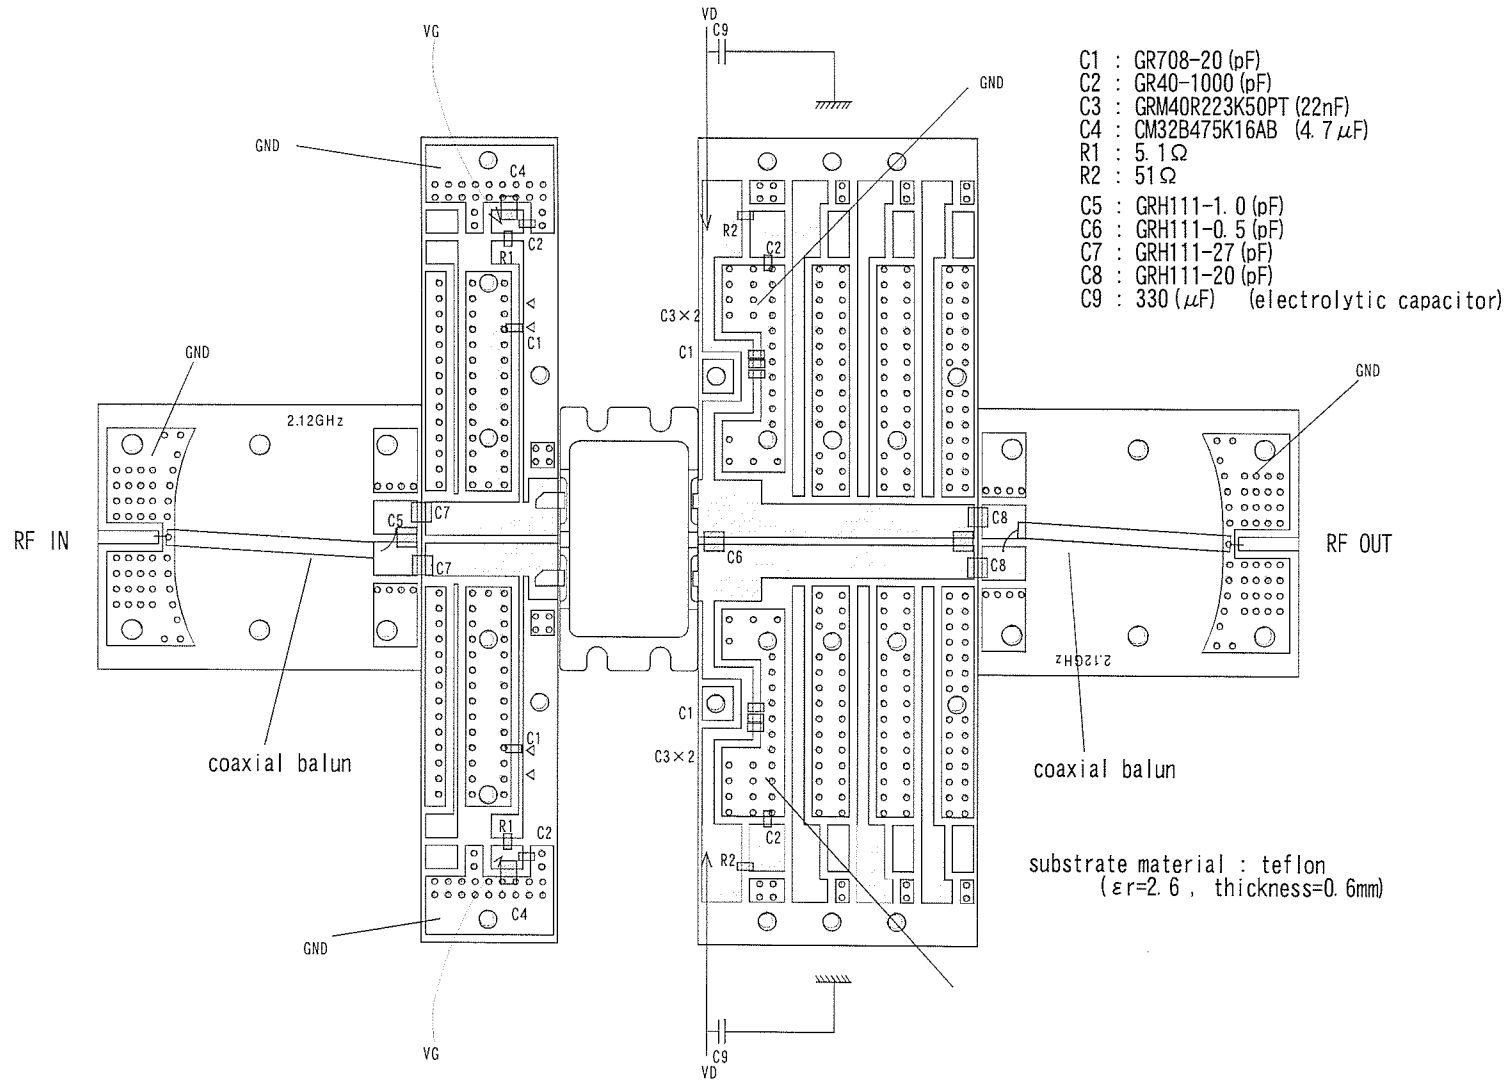 VD
C9
VG
C1 : GR708-20 (pF)
C2 : GR40-1000 (pF)
C3 : GRM40R223K50PT (22nF)
C4 : CM32B475K16AB (4.7μF)
R1 : 5.1Ω
R2 : 51Ω
C5 : GRH111-1.0 (pF)
C6 : GRH111-0.5 (pF)
C7 : GRH111-27 (pF)
C8 : GRH111-20 (pF)
C9 : 330 (μF) (electrolytic capacitor)
GND
GND
C4
R2
C2
R1
C2
C3×2
C1
C1
GND
GND
2.12GHz
C5
C7
C8
RF IN
C6
RF OUT
C7
C8
2.12GHz
C1
C1
C3×2
coaxial balun
coaxial balun
R1
C2
C2
R2
substrate material : teflon
(εr=2.6 , thickness=0.6mm)
C4
GND
VG
C9
VD